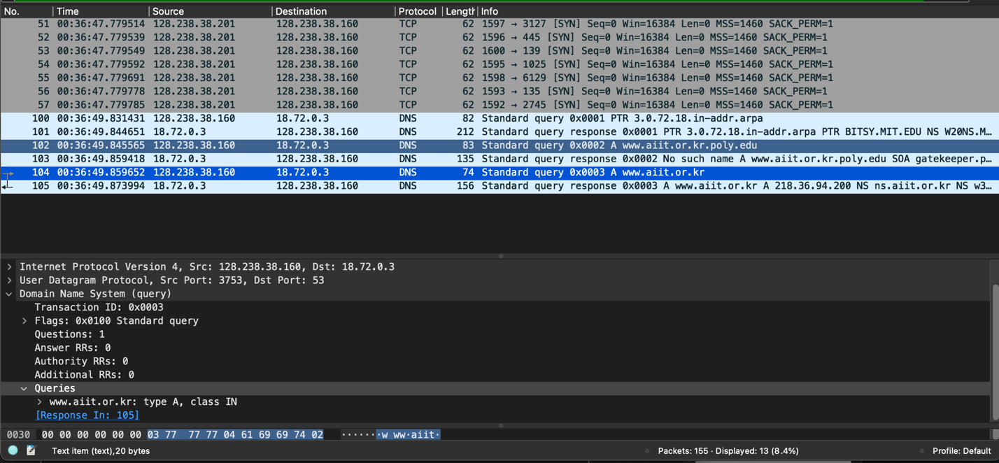 No. Time Source Destination Protocol Length Info
51 00:36:47.779514 128.238.38.201 128.238.38.160 TCP 62 1597 → 3127 [SYN] Seq=0 Win=16384 Len=0 MSS=1460 SACK_PERM=1
52 00:36:47.779539 128.238.38.201 128.238.38.160 TCP 62 1596 → 445 [SYN] Seq=0 Win=16384 Len=0 MSS=1460 SACK_PERM=1
53 00:36:47.779549 128.238.38.201 128.238.38.160 TCP 62 1600 → 139 [SYN] Seq=0 Win=16384 Len=0 MSS=1460 SACK_PERM=1
54 00:36:47.779592 128.238.38.201 128.238.38.160 TCP 62 1595 → 1025 [SYN] Seq=0 Win=16384 Len=0 MSS=1460 SACK_PERM=1
55 00:36:47.779691 128.238.38.201 128.238.38.160 TCP 62 1598 → 6129 [SYN] Seq=0 Win=16384 Len=0 MSS=1460 SACK_PERM=1
56 00:36:47.779778 128.238.38.201 128.238.38.160 TCP 62 1593 → 135 [SYN] Seq=0 Win=16384 Len=0 MSS=1460 SACK_PERM=1
57 00:36:47.779785 128.238.38.201 128.238.38.160 TCP 62 1592 → 2745 [SYN] Seq=0 Win=16384 Len=0 MSS=1460 SACK_PERM=1
100 00:36:49.831431 128.238.38.160 18.72.0.3 DNS 82 Standard query 0x0001 PTR 3.0.72.18.in-addr.arpa
101 00:36:49.844651 18.72.0.3 128.238.38.160 DNS 212 Standard query response 0x0001 PTR 3.0.72.18.in-addr.arpa PTR BITSY.MIT.EDU NS W20NS.M…
102 00:36:49.845565 128.238.38.160 18.72.0.3 DNS 83 Standard query 0x0002 A www.aiit.or.kr.poly.edu
103 00:36:49.859418 18.72.0.3 128.238.38.160 DNS 135 Standard query response 0x0002 No such name A www.aiit.or.kr.poly.edu SOA gatekeeper.p…
104 00:36:49.859652 128.238.38.160 18.72.0.3 DNS 74 Standard query 0x0003 A www.aiit.or.kr
105 00:36:49.873994 18.72.0.3 128.238.38.160 DNS 156 Standard query response 0x0003 A www.aiit.or.kr A 218.36.94.200 NS ns.aiit.or.kr NS w3…
Internet Protocol Version 4, Src: 128.238.38.160, Dst: 18.72.0.3
User Datagram Protocol, Src Port: 3753, Dst Port: 53
Domain Name System (query)
Transaction ID: 0x0003
Flags: 0x0100 Standard query
Questions: 1
Answer RRs: 0
Authority RRs: 0
Additional RRs: 0
Queries
www.aiit.or.kr: type A, class IN
[Response In: 105]
0030 00 00 00 00 00 00 03 77 77 77 04 61 69 69 74 02 ·······w ww·aiit·
Text item (text),20 bytes Packets: 155 · Displayed: 13 (8.4%) Profile: Default